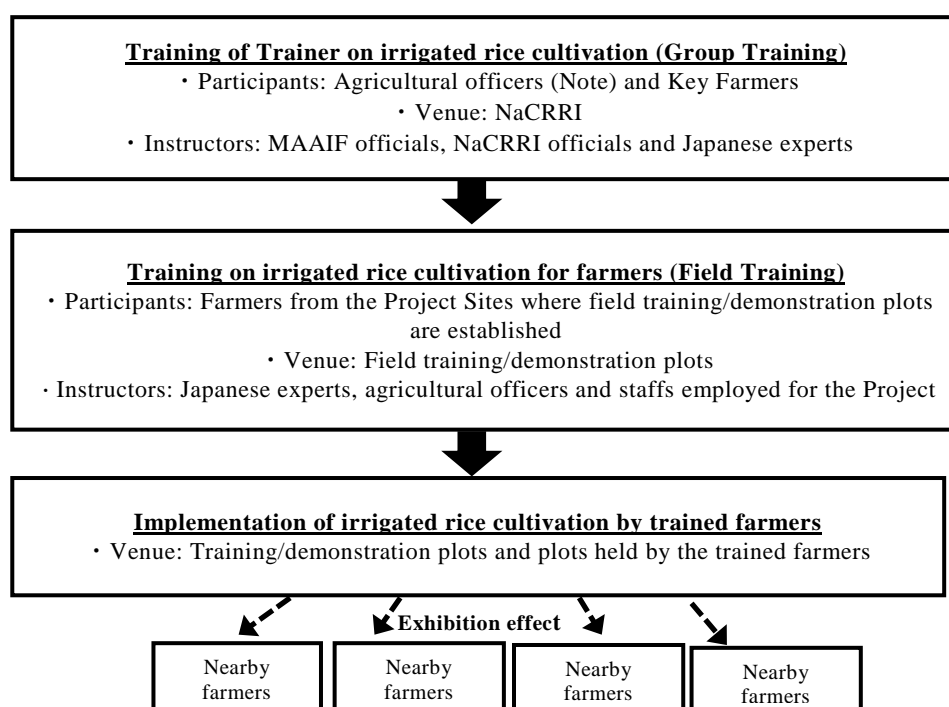 Training of Trainer on irrigated rice cultivation (Group Training)
・Participants: Agricultural officers (Note) and Key Farmers
・Venue: NaCRRI
・Instructors: MAAIF officials, NaCRRI officials and Japanese experts
Training on irrigated rice cultivation for farmers (Field Training)
・Participants: Farmers from the Project Sites where field training/demonstration plots
are established
・Venue: Field training/demonstration plots
・Instructors: Japanese experts, agricultural officers and staffs employed for the Project
Implementation of irrigated rice cultivation by trained farmers
・Venue: Training/demonstration plots and plots held by the trained farmers
Exhibition effect
Nearby
farmers
Nearby
farmers
Nearby
farmers
Nearby
farmers